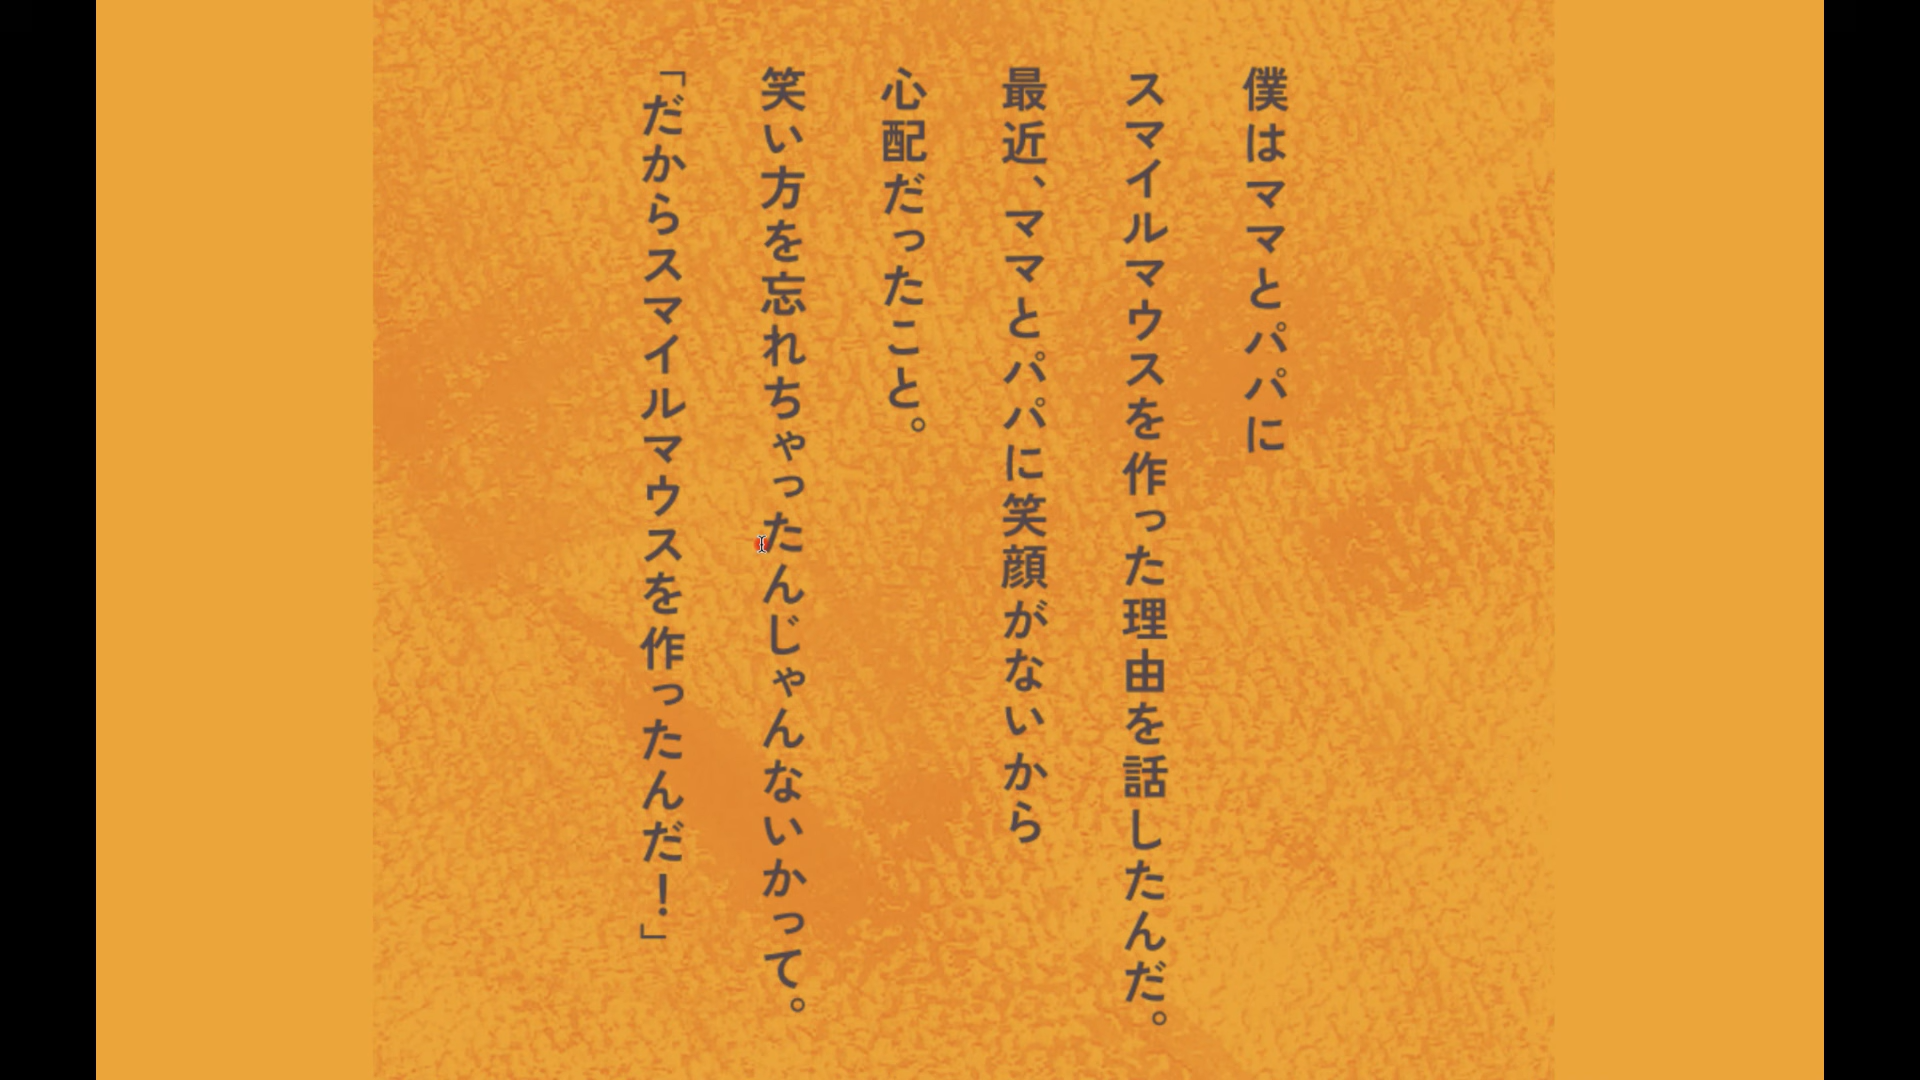 僕はママとパパに
スマイルマウスを作った理由を話したんだ。
最近、ママとパパに笑顔がないから
心配だったこと。
笑い方を忘れちゃったんじゃんないかって。
「だからスマイルマウスを作ったんだ！」